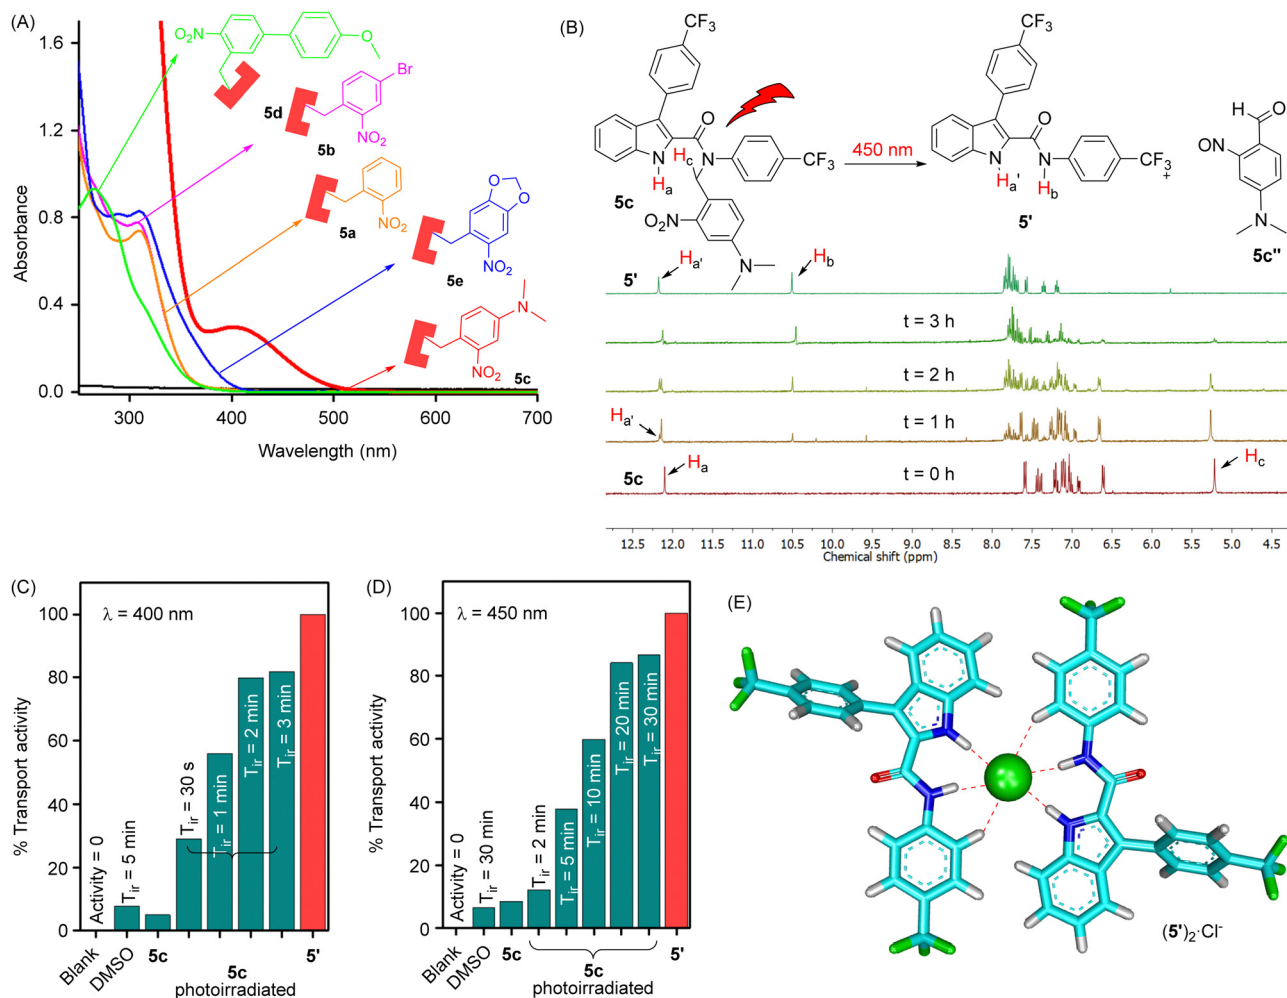 (A)
1.6
1.2
0.8
0.4
0.0
Absorbance
300
400
500
600
700
Wavelength (nm)
O₂N
O
5d
Br
NO₂
5b
NO₂
5a
O
O
NO₂
5e
N
NO₂
5c
(B)
CF₃
O
N
H
Hₐ
H_c
N
CF₃
O₂N
N
5c
450 nm
CF₃
O
N
H
Hₐ'
N
H_b
CF₃
+
5'
H
O
ON
N
5c"
5'
Hₐ'
H_b
t = 3 h
t = 2 h
Hₐ'
t = 1 h
5c
Hₐ
t = 0 h
H_c
12.5 12.0 11.5 11.0 10.5 10.0 9.5 9.0 8.5 8.0 7.5 7.0 6.5 6.0 5.5 5.0 4.5
Chemical shift (ppm)
(C)
% Transport activity
100
80
60
40
20
0
λ = 400 nm
Activity = 0
T_ir = 5 min
T_ir = 30 s
T_ir = 1 min
T_ir = 2 min
T_ir = 3 min
Blank
DMSO
5c
5c
photoirradiated
5'
(D)
% Transport activity
100
80
60
40
20
0
λ = 450 nm
Activity = 0
T_ir = 30 min
T_ir = 2 min
T_ir = 5 min
T_ir = 10 min
T_ir = 20 min
T_ir = 30 min
Blank
DMSO
5c
5c
photoirradiated
5'
(E)
(5')₂·Cl⁻